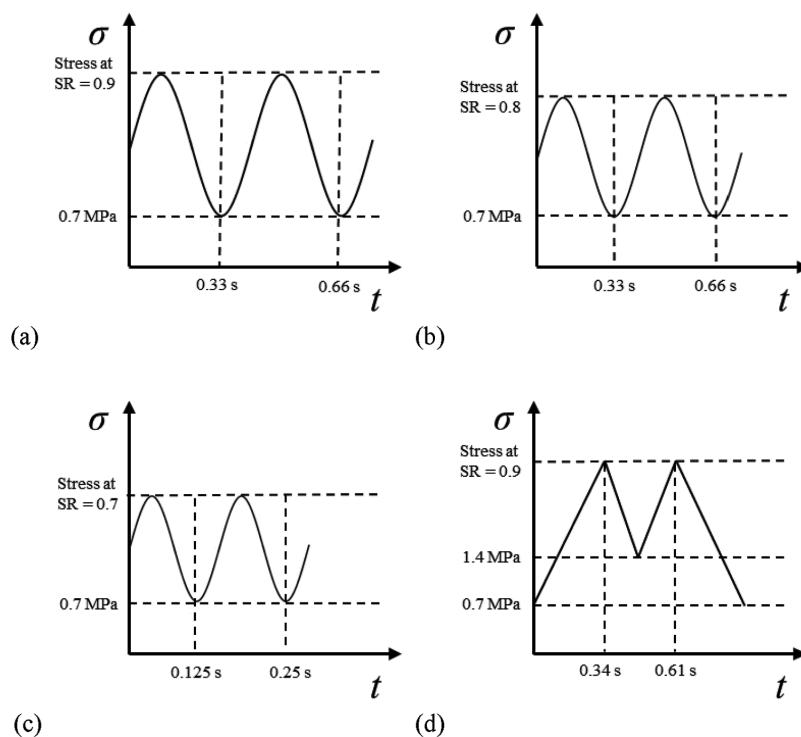 σ
Stress at
SR = 0.9
0.7 MPa
0.33 s
0.66 s
t
(a)
σ
Stress at
SR = 0.8
0.7 MPa
0.33 s
0.66 s
t
(b)
σ
Stress at
SR = 0.7
0.7 MPa
0.125 s
0.25 s
t
(c)
σ
Stress at
SR = 0.9
1.4 MPa
0.7 MPa
0.34 s
0.61 s
t
(d)